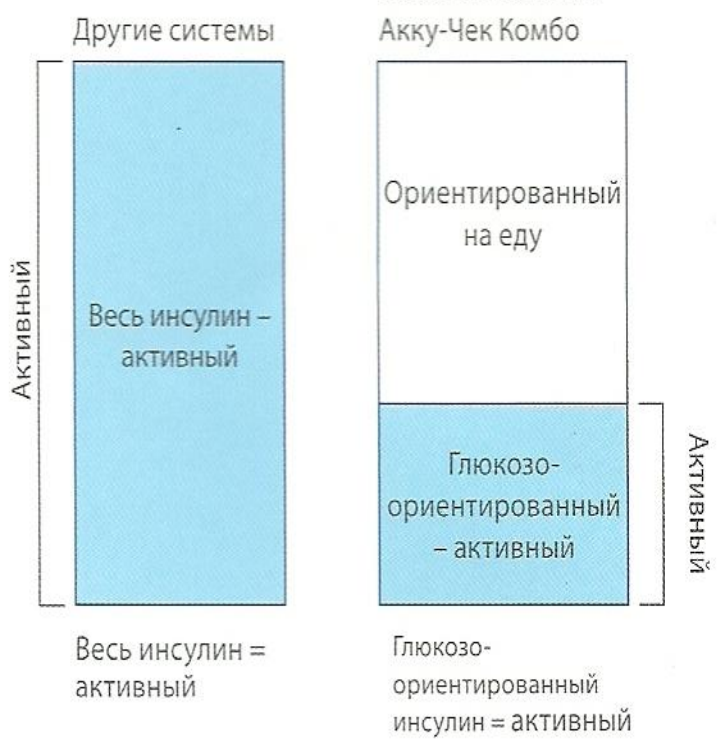 Другие системы
Акку-Чек Комбо
Активный
Весь инсулин –
активный
Ориентированный
на еду
Глюкозо-
ориентированный
– активный
Активный
Весь инсулин =
активный
Глюкозо-
ориентированный
инсулин = активный